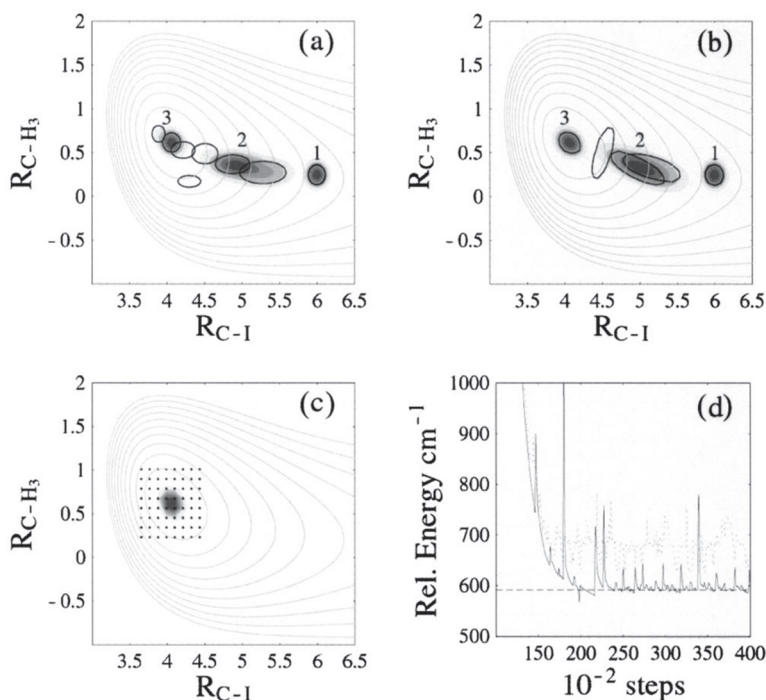 (a)
R_C-H3
2
1.5
1
0.5
0
- 0.5
3
2
1
3.5 4 4.5 5 5.5 6 6.5
R_C-I
(b)
R_C-H3
2
1.5
1
0.5
0
- 0.5
3
2
1
3.5 4 4.5 5 5.5 6 6.5
R_C-I
(c)
R_C-H3
2
1.5
1
0.5
0
- 0.5
3.5 4 4.5 5 5.5 6 6.5
R_C-I
(d)
Rel. Energy cm⁻¹
1000
900
800
700
600
500
150 200 250 300 350 400
10⁻² steps